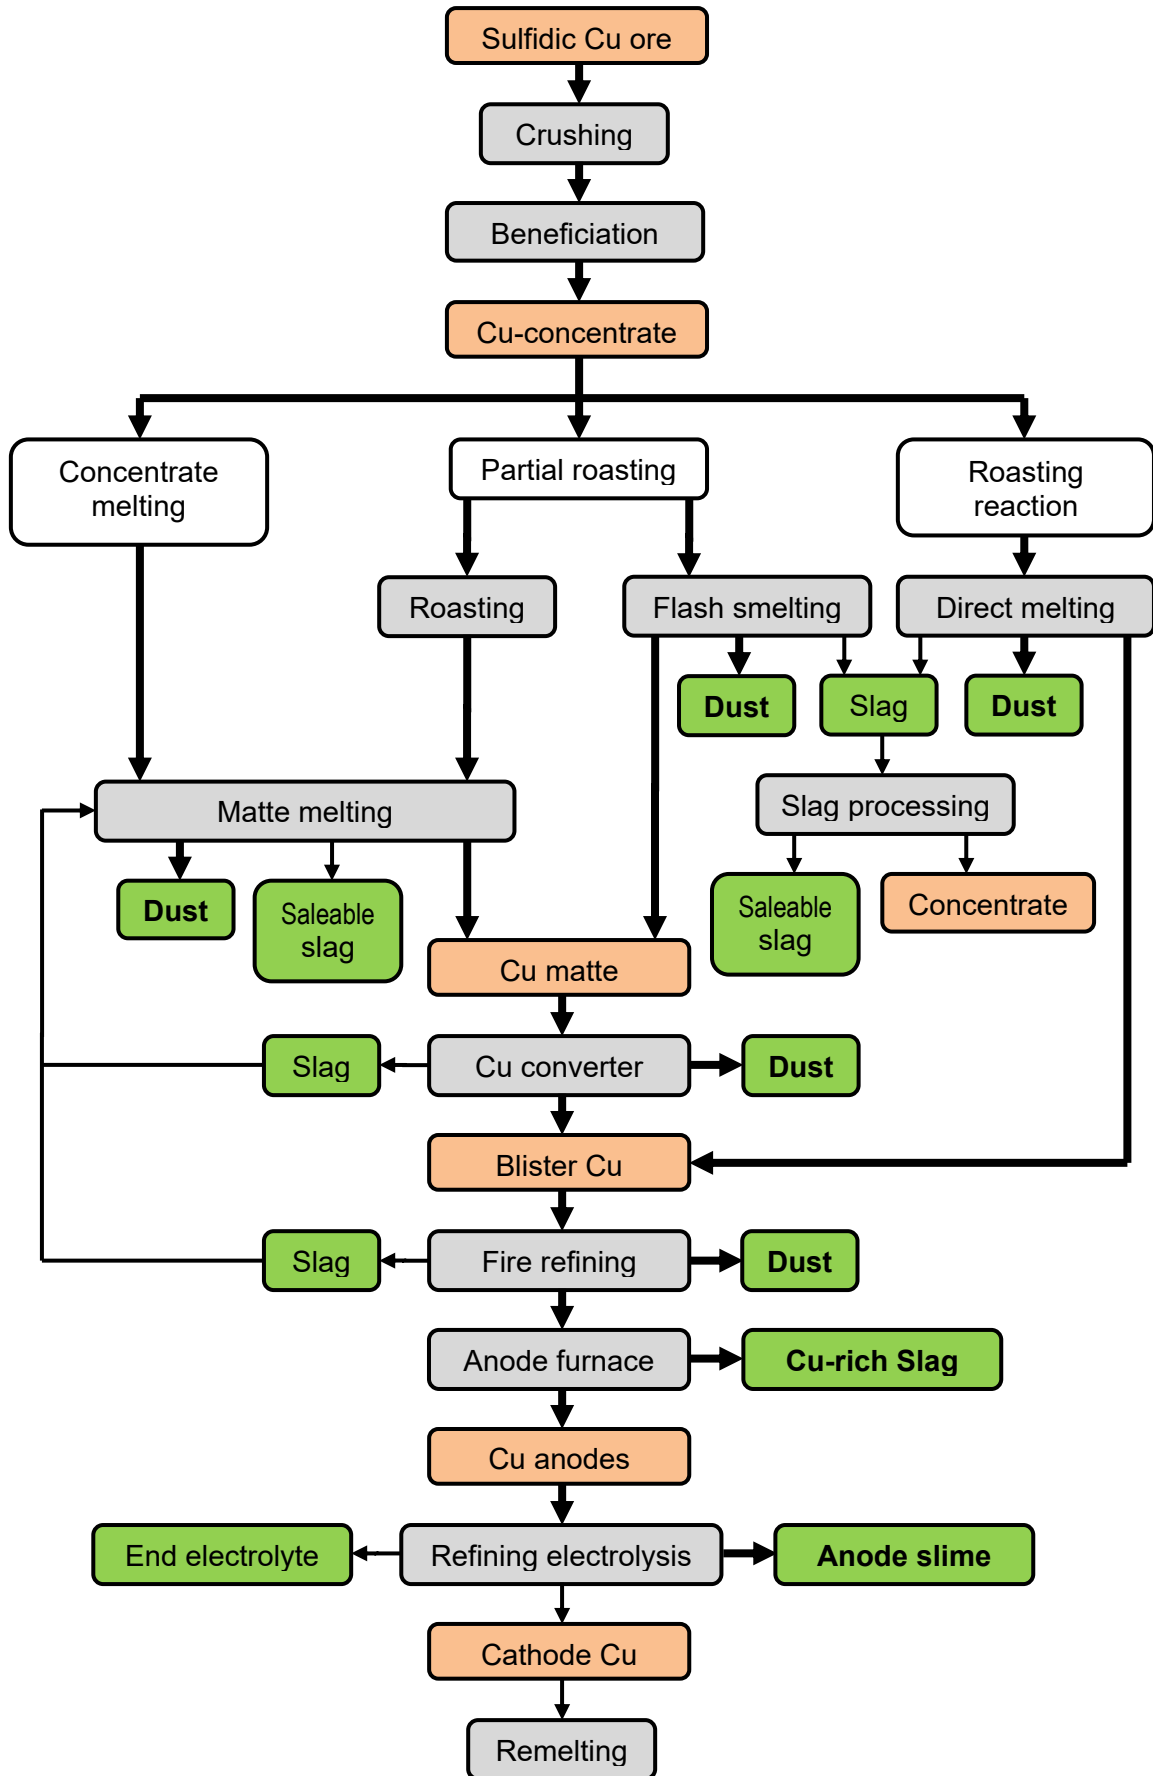 Sulfidic Cu ore
Crushing
Beneficiation
Cu-concentrate
Concentrate
melting
Partial roasting
Roasting
reaction
Roasting
Flash smelting
Direct melting
Dust
Slag
Dust
Matte melting
Slag processing
Dust
Saleable
slag
Saleable
slag
Concentrate
Cu matte
Slag
Cu converter
Dust
Blister Cu
Slag
Fire refining
Dust
Anode furnace
Cu-rich Slag
Cu anodes
End electrolyte
Refining electrolysis
Anode slime
Cathode Cu
Remelting